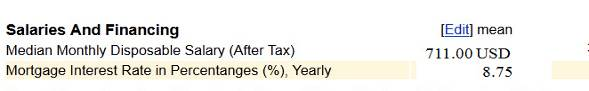 Salaries And Financing [Edit] mean
Median Monthly Disposable Salary (After Tax) 711.00 USD
Mortgage Interest Rate in Percentanges (%), Yearly 8.75